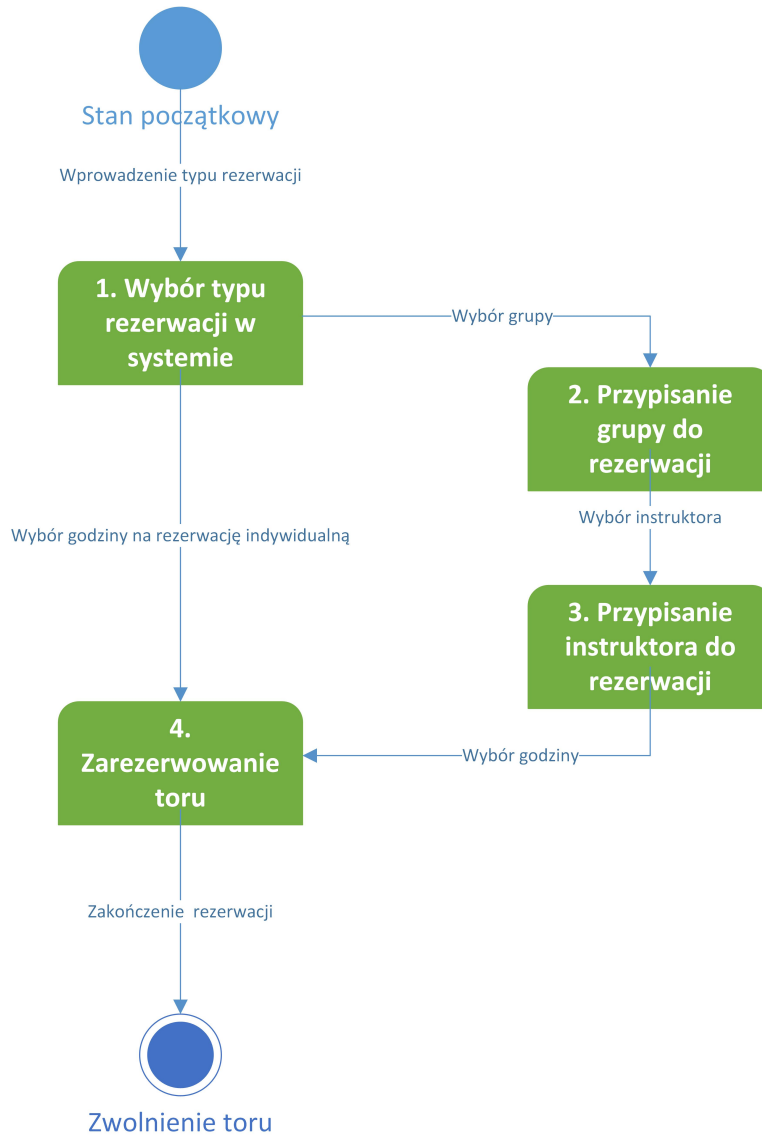 Stan początkowy
Wprowadzenie typu rezerwacji
1. Wybór typu
rezerwacji w
systemie
Wybór grupy
2. Przypisanie
grupy do
rezerwacji
Wybór instruktora
Wybór godziny na rezerwację indywidualną
3. Przypisanie
instruktora do
rezerwacji
4.
Zarezerwowanie
toru
Wybór godziny
Zakończenie  rezerwacji
Zwolnienie toru